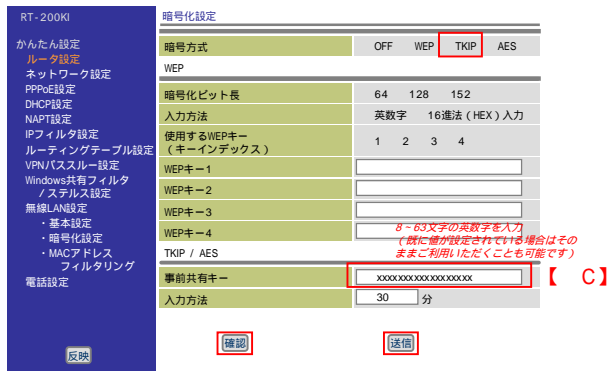 RT-200KI
かんたん設定
ルータ設定
ネットワーク設定
PPPoE設定
DHCP設定
NAPT設定
IPフィルタ設定
ルーティングテーブル設定
VPNパススルー設定
Windows共有フィルタ
/ ステルス設定
無線LAN設定
・基本設定
・暗号化設定
・MACアドレス
フィルタリング
電話設定
反映
暗号化設定
暗号方式 OFF WEP TKIP AES
WEP
暗号化ビット長 64 128 152
入力方法 英数字 16進法(HEX)入力
使用するWEPキー
(キーインデックス) 1 2 3 4
WEPキー1
WEPキー2
WEPキー3
WEPキー4
8~63文字の英数字を入力
(既に値が設定されている場合はその
ままご利用いただくことも可能です)
TKIP / AES
事前共有キー xxxxxxxxxxxxxxxxxx 【 C】
入力方法 30 分
確認 送信